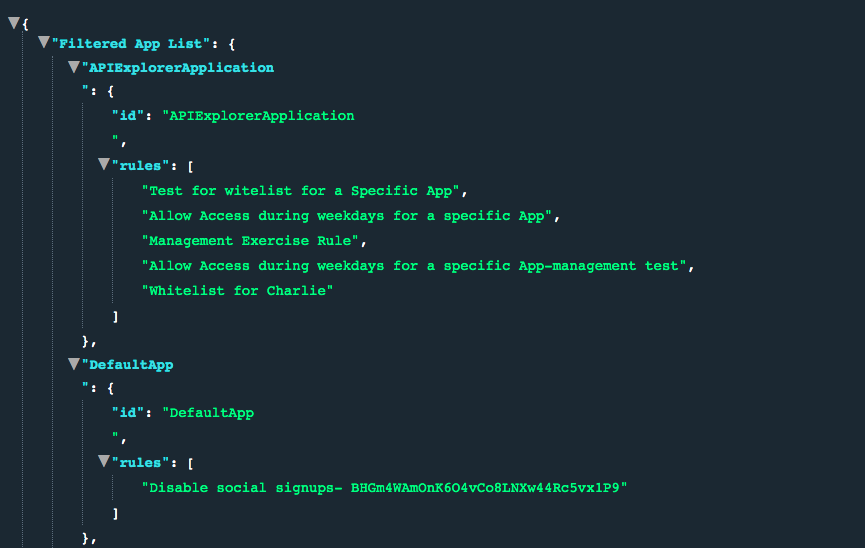 {
"Filtered App List": {
"APIExplorerApplication
": {
"id": "APIExplorerApplication
",
"rules": [
"Test for witelist for a Specific App",
"Allow Access during weekdays for a specific App",
"Management Exercise Rule",
"Allow Access during weekdays for a specific App-management test",
"Whitelist for Charlie"
]
},
"DefaultApp
": {
"id": "DefaultApp
",
"rules": [
"Disable social signups- BHGm4WAmOnK6O4vCo8LNXw44Rc5vx1P9"
]
},